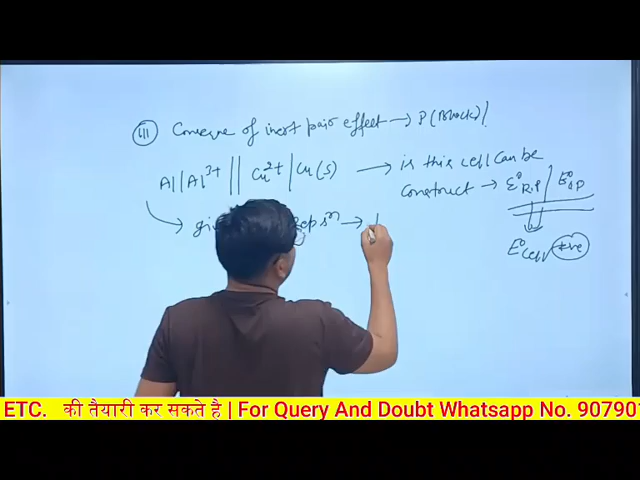 (III) Converse of inert pair effect → P(Block)
Al|Al³⁺ || Cu²⁺|Cu(s) → is this cell can be
construct → E°R.P / E°O.P
E°cell +ve
→ →
ETC. की तैयारी कर सकते है | For Query And Doubt Whatsapp No. 90790